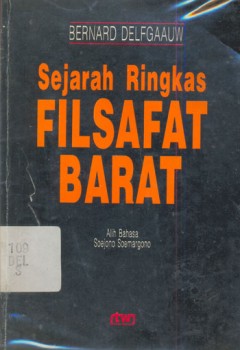 BERNARD DELFGAAUW
Sejarah Ringkas
FILSAFAT
BARAT
Alih Bahasa
Soejono Soemargono
109
DEL
S